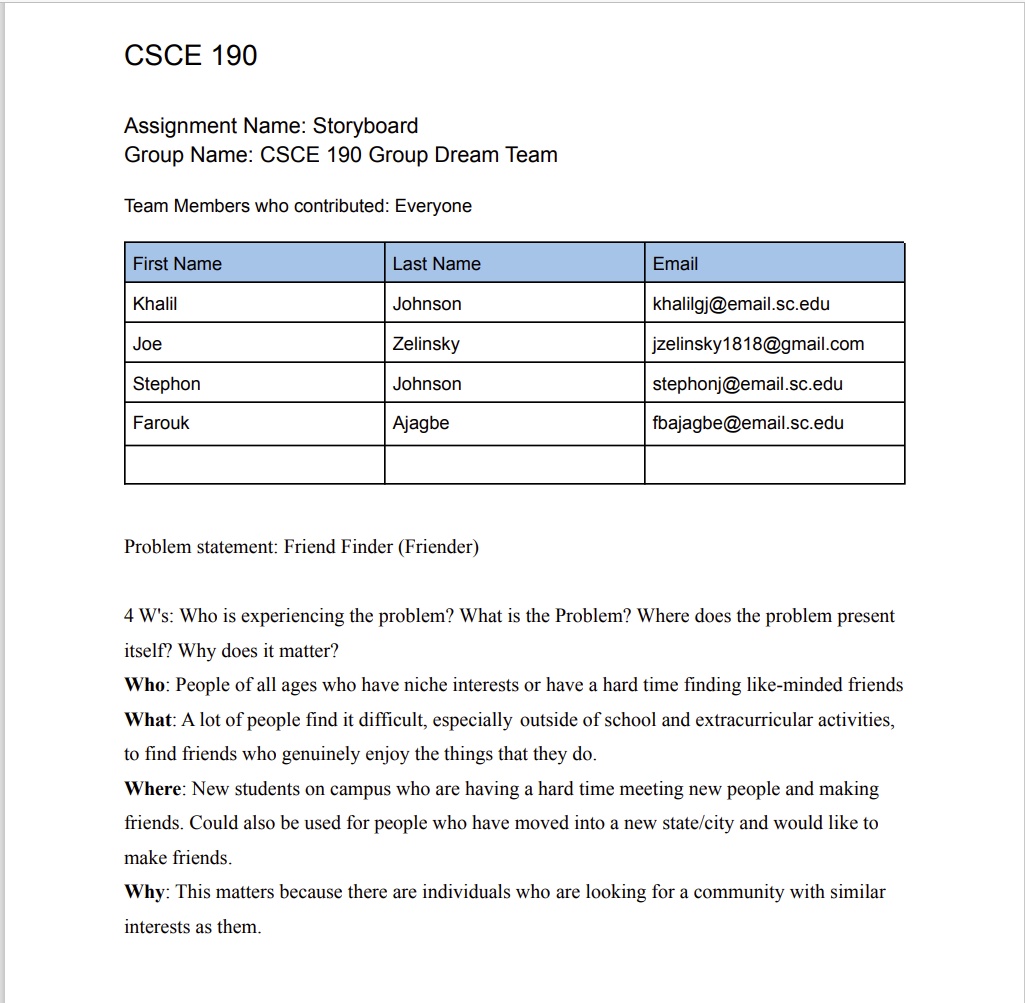 CSCE 190
Assignment Name: Storyboard
Group Name: CSCE 190 Group Dream Team
Team Members who contributed: Everyone
First Name Last Name Email
Khalil Johnson khalilgj@email.sc.edu
Joe Zelinsky jzelinsky1818@gmail.com
Stephon Johnson stephonj@email.sc.edu
Farouk Ajagbe fbajagbe@email.sc.edu
Problem statement: Friend Finder (Friender)
4 W's: Who is experiencing the problem? What is the Problem? Where does the problem present
itself? Why does it matter?
Who: People of all ages who have niche interests or have a hard time finding like-minded friends
What: A lot of people find it difficult, especially outside of school and extracurricular activities,
to find friends who genuinely enjoy the things that they do.
Where: New students on campus who are having a hard time meeting new people and making
friends. Could also be used for people who have moved into a new state/city and would like to
make friends.
Why: This matters because there are individuals who are looking for a community with similar
interests as them.